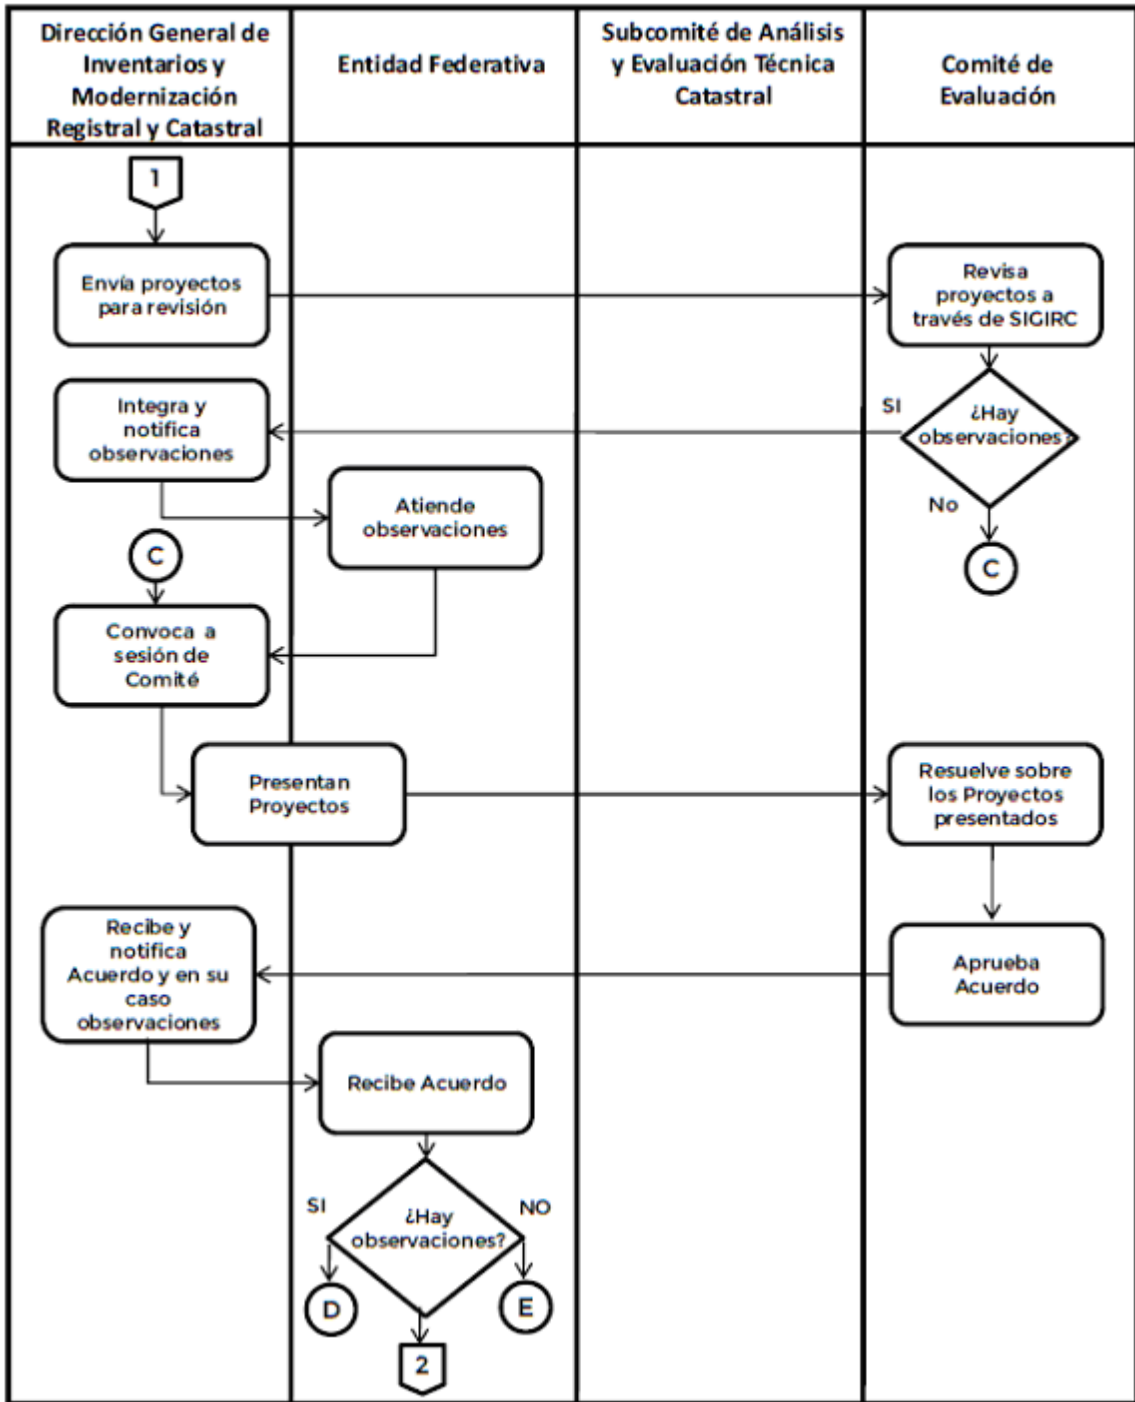 Dirección General de
Inventarios y
Modernización
Registral y Catastral
Entidad Federativa
Subcomité de Análisis
y Evaluación Técnica
Catastral
Comité de
Evaluación
1
Envía proyectos
para revisión
Revisa
proyectos a
través de SIGIRC
Integra y
notifica
observaciones
SI
¿Hay
observaciones?
Atiende
observaciones
No
C
C
Convoca a
sesión de
Comité
Presentan
Proyectos
Resuelve sobre
los Proyectos
presentados
Recibe y
notifica
Acuerdo y en su
caso
observaciones
Aprueba
Acuerdo
Recibe Acuerdo
SI
NO
¿Hay
observaciones?
D
E
2